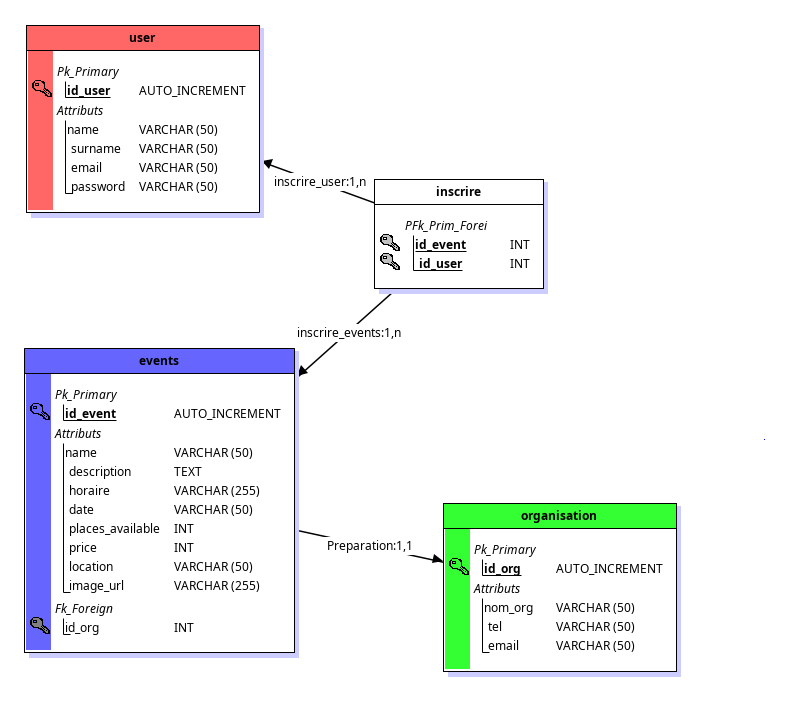 user
Pk_Primary
id_user AUTO_INCREMENT
Attributs
name VARCHAR (50)
surname VARCHAR (50)
email VARCHAR (50)
password VARCHAR (50)
inscrire_user:1,n
inscrire
PFk_Prim_Forei
id_event INT
id_user INT
inscrire_events:1,n
events
Pk_Primary
id_event AUTO_INCREMENT
Attributs
name VARCHAR (50)
description TEXT
horaire VARCHAR (255)
date VARCHAR (50)
places_available INT
price INT
location VARCHAR (50)
image_url VARCHAR (255)
Fk_Foreign
id_org INT
Preparation:1,1
organisation
Pk_Primary
id_org AUTO_INCREMENT
Attributs
nom_org VARCHAR (50)
tel VARCHAR (50)
email VARCHAR (50)